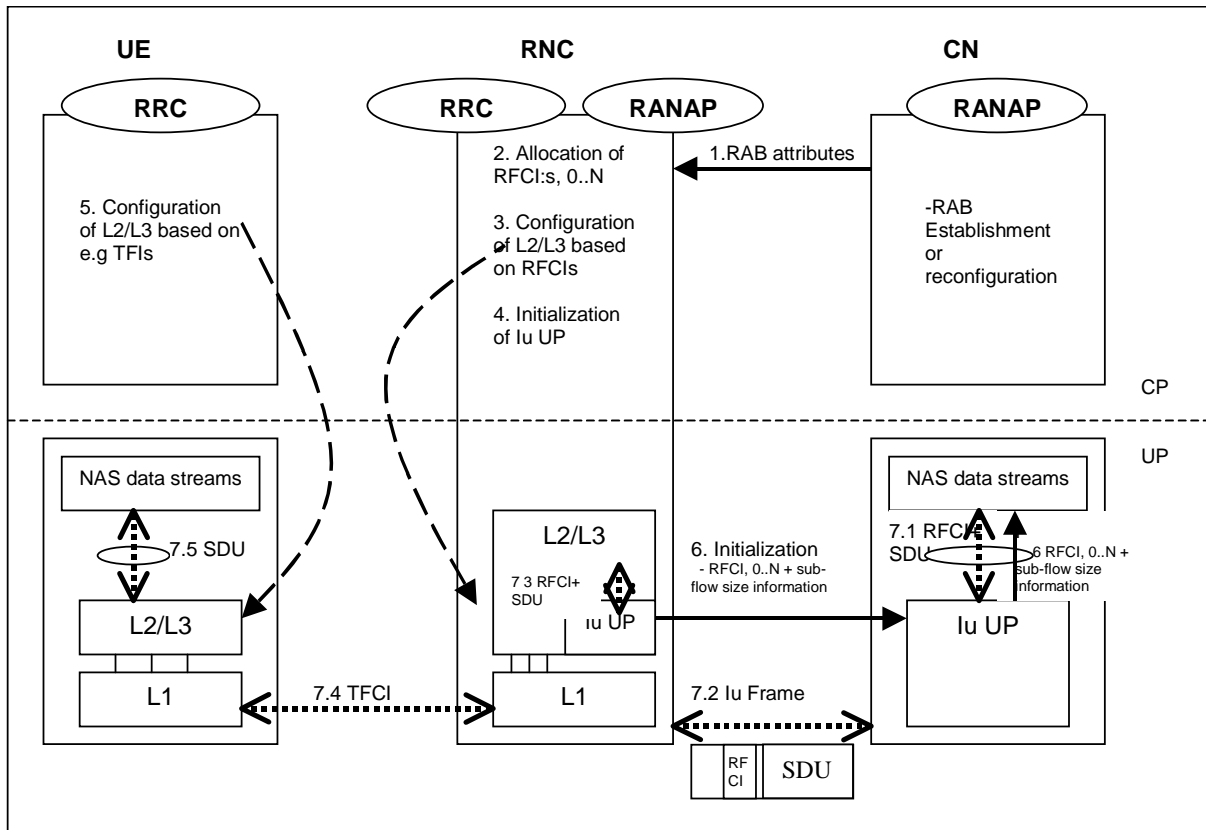 UE
RNC
CN
RRC
RRC
RANAP
RANAP
5. Configuration
of L2/L3 based on
e.g TFIs
2. Allocation of
RFCI:s, 0..N
3. Configuration
of L2/L3 based
on RFCIs
4. Initialization
of Iu UP
1.RAB attributes
-RAB
Establishment
or
reconfiguration
CP
UP
NAS data streams
7.5 SDU
L2/L3
L1
7.4 TFCI
L2/L3
7 3 RFCI+
SDU
Iu UP
L1
6. Initialization
- RFCI, 0..N + sub-
flow size information
7.2 Iu Frame
RF
CI
SDU
NAS data streams
7.1 RFCI+
SDU
6 RFCI, 0..N +
sub-flow size
information
Iu UP